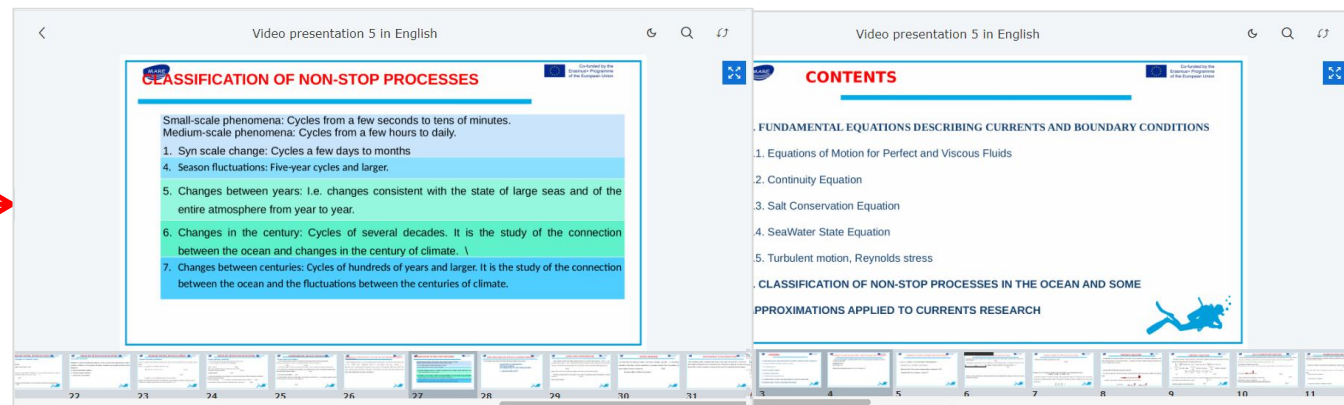 Video presentation 5 in English
MARE
CLASSIFICATION OF NON-STOP PROCESSES
Co-funded by the
Erasmus+ Programme
of the European Union
Small-scale phenomena: Cycles from a few seconds to tens of minutes.
Medium-scale phenomena: Cycles from a few hours to daily.
1. Syn scale change: Cycles a few days to months
4. Season fluctuations: Five-year cycles and larger.
5. Changes between years: I.e. changes consistent with the state of large seas and of the
entire atmosphere from year to year.
6. Changes in the century: Cycles of several decades. It is the study of the connection
between the ocean and changes in the century of climate. \
7. Changes between centuries: Cycles of hundreds of years and larger. It is the study of the connection
between the ocean and the fluctuations between the centuries of climate.
22 23 24 25 26 27 28 29 30 31
Video presentation 5 in English
MARE
CONTENTS
Co-funded by the
Erasmus+ Programme
of the European Union
. FUNDAMENTAL EQUATIONS DESCRIBING CURRENTS AND BOUNDARY CONDITIONS
.1. Equations of Motion for Perfect and Viscous Fluids
.2. Continuity Equation
.3. Salt Conservation Equation
.4. SeaWater State Equation
.5. Turbulent motion, Reynolds stress
. CLASSIFICATION OF NON-STOP PROCESSES IN THE OCEAN AND SOME
PPROXIMATIONS APPLIED TO CURRENTS RESEARCH
3 4 5 6 7 8 9 10 11